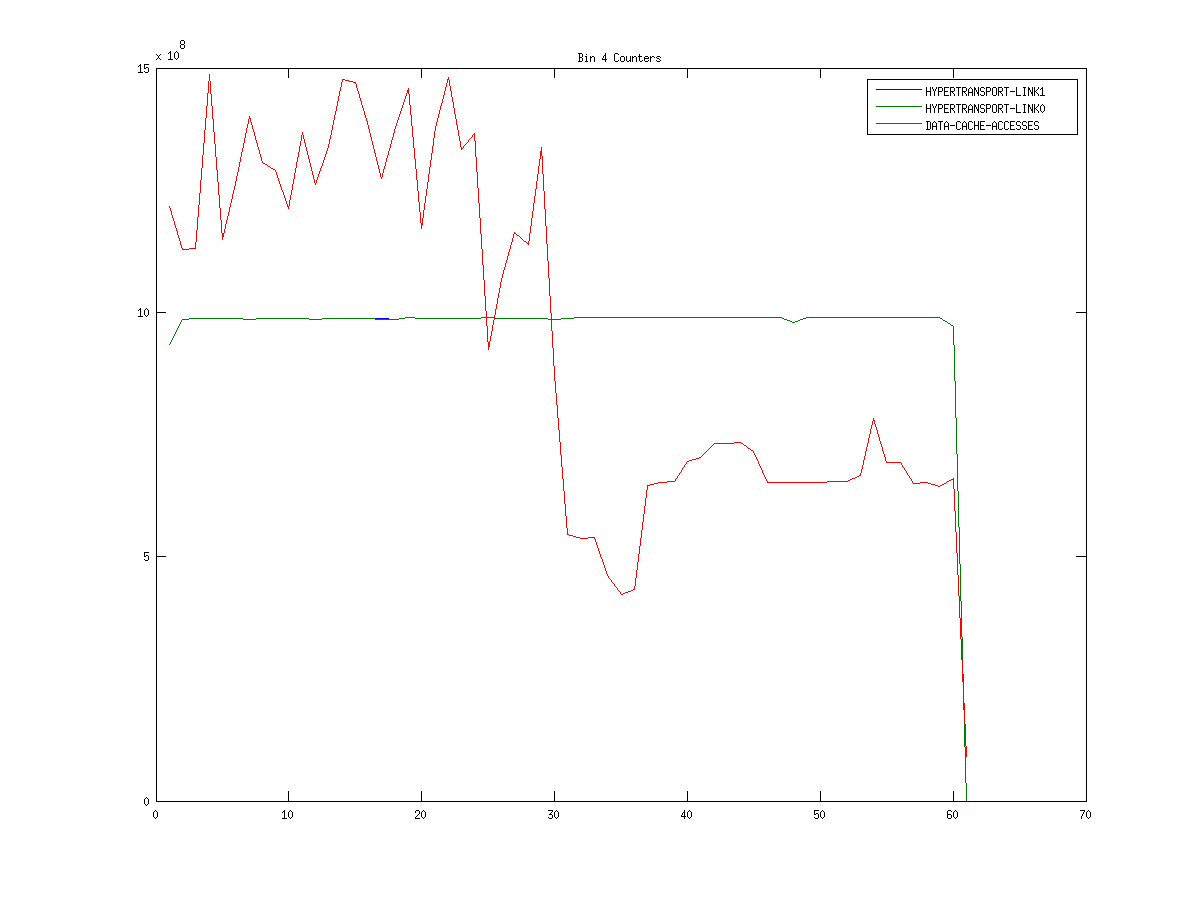 x 10^8
Bin 4 Counters
15
10
5
0
HYPERTRANSPORT-LINK1
HYPERTRANSPORT-LINK0
DATA-CACHE-ACCESSES
0 10 20 30 40 50 60 70